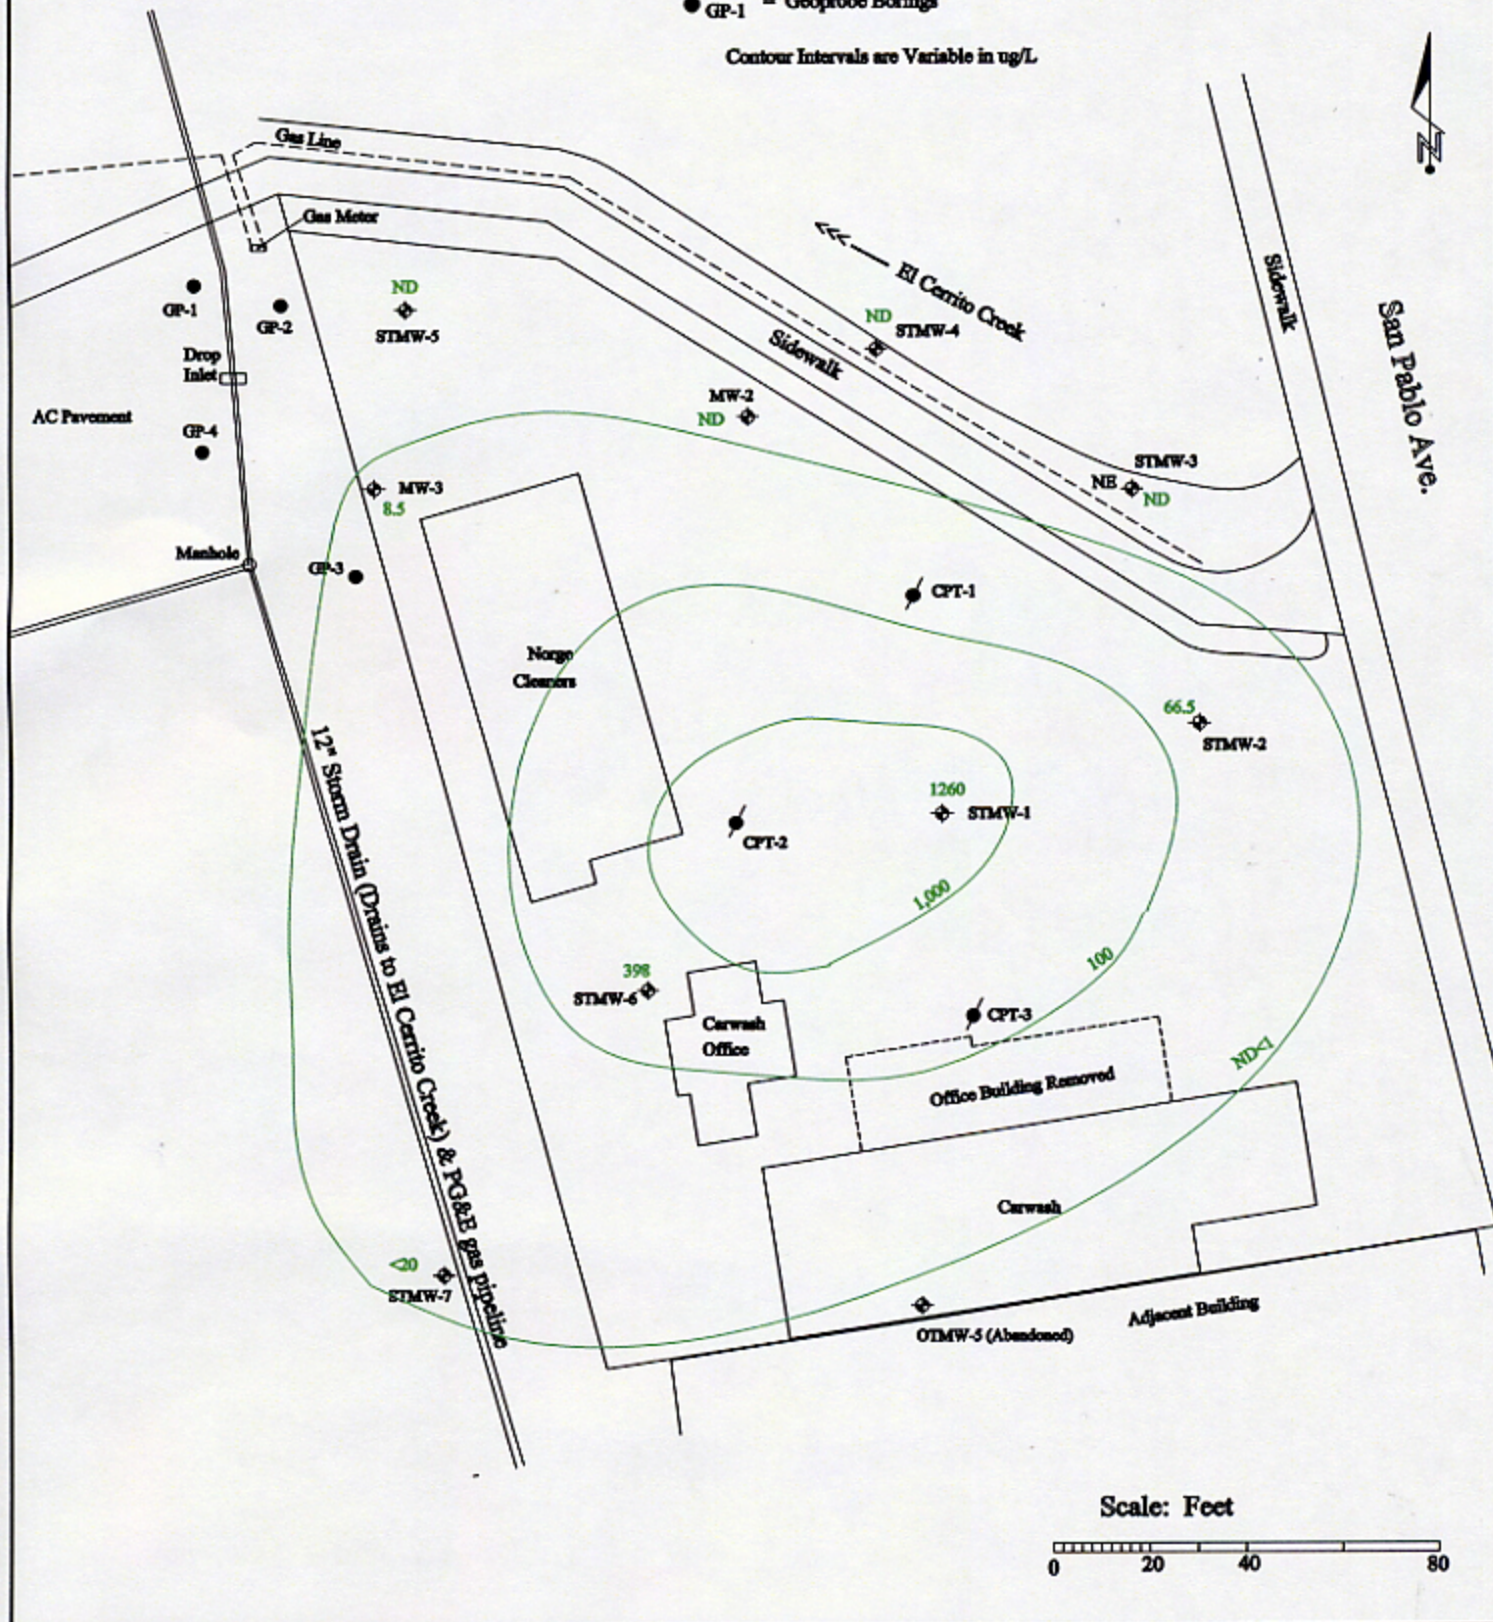 GP-1 = Geoprobe Borings
Contour Intervals are Variable in ug/L
N
Gas Line
Gas Meter
El Cerrito Creek
Sidewalk
San Pablo Ave.
GP-1
GP-2
ND
STMW-5
ND
STMW-4
Sidewalk
Drop
Inlet
AC Pavement
MW-2
ND
GP-4
STMW-3
NE
ND
MW-3
8.5
Manhole
GP-3
CPT-1
Norge
Cleaners
66.5
STMW-2
12" Storm Drain (Drains to El Cerrito Creek) & PG&E gas pipeline
1260
STMW-1
CPT-2
1,000
100
398
STMW-6
Carwash
Office
CPT-3
ND<1
Office Building Removed
Carwash
<20
STMW-7
OTMW-5 (Abandoned)
Adjacent Building
Scale: Feet
0 20 40 80